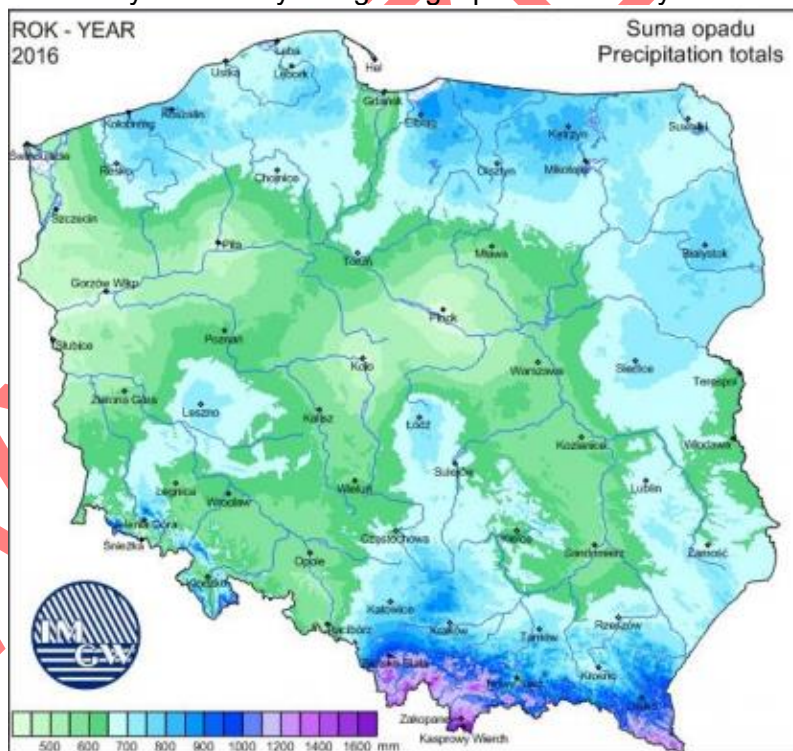 ROK - YEAR
2016
Suma opadu
Precipitation totals
Łeba
Ustka
Lębork
Hel
Gdańsk
Kołobrzeg
Koszalin
Elbląg
Kętrzyn
Suwałki
Świnoujście
Resko
Chojnice
Olsztyn
Mikołajki
Szczecin
Piła
Toruń
Mława
Białystok
Gorzów Wlkp
Płock
Słubice
Poznań
Koło
Warszawa
Siedlce
Terespol
Zielona Góra
Leszno
Kalisz
Łódź
Kozienice
Włodawa
Sulejów
Legnica
Wrocław
Wieluń
Lublin
Jelenia Góra
Śnieżka
Częstochowa
Kielce
Sandomierz
Zamość
Opole
Kłodzko
Racibórz
Katowice
Kraków
Tarnów
Rzeszów
Bielsko Biała
Krosno
Zakopane
Kasprowy Wierch
IM
GW
500 600 700 800 900 1000 1200 1400 1600 mm